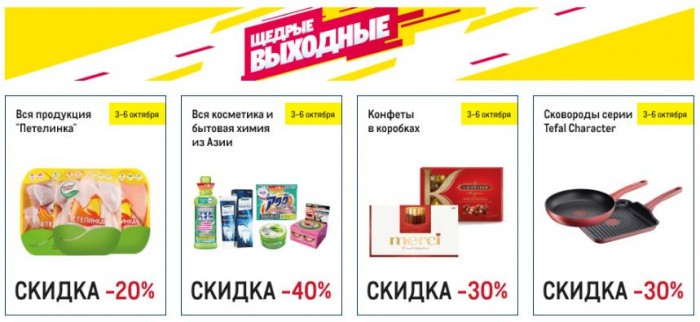 ЩЕДРЫЕ
ВЫХОДНЫЕ
Вся продукция
"Петелинка"
3-6 октября
ПЕТЕЛИНКА
СКИДКА -20%
Вся косметика и
бытовая химия
из Азии
3-6 октября
СКИДКА -40%
Конфеты
в коробках
3-6 октября
merci
СКИДКА -30%
Сковороды серии
Tefal Character
3-6 октября
СКИДКА -30%